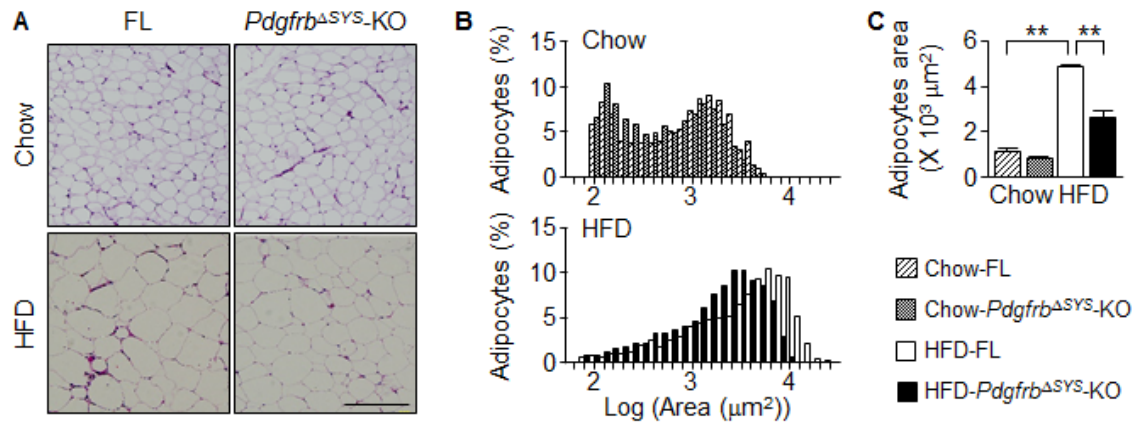 A
FL
Pdgfrb^ΔSYS-KO
Chow
HFD
B
Adipocytes (%)
15
10
5
0
Chow
2
3
4
Adipocytes (%)
15
10
5
0
HFD
2
3
4
Log (Area (μm²))
C
Adipocytes area
(X 10³ μm²)
6
4
2
0
**
**
Chow HFD
Chow-FL
Chow-Pdgfrb^ΔSYS-KO
HFD-FL
HFD-Pdgfrb^ΔSYS-KO